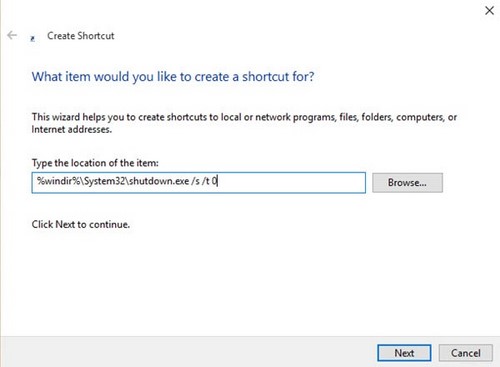 Create Shortcut
What item would you like to create a shortcut for?
This wizard helps you to create shortcuts to local or network programs, files, folders, computers, or
Internet addresses.
Type the location of the item:
%windir%\System32\shutdown.exe /s /t 0
Browse...
Click Next to continue.
Next
Cancel